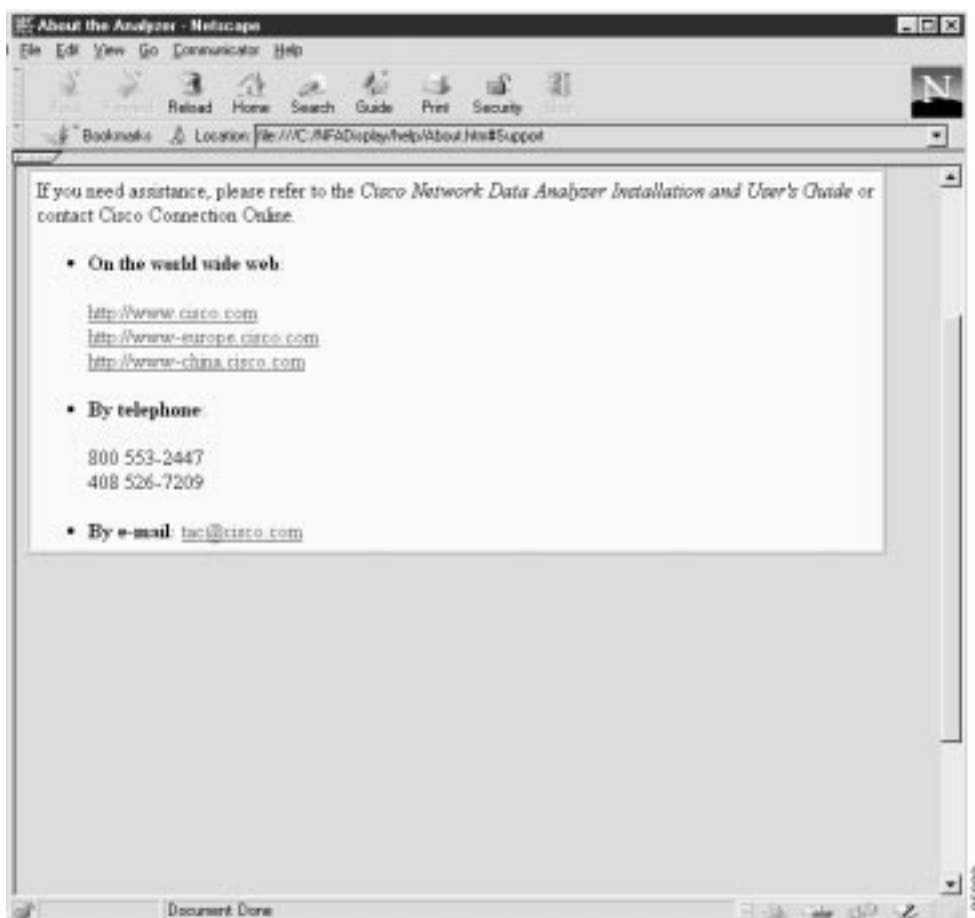 About the Analyzer - Netscape
File Edit View Go Communicator Help
Reload Home Search Guide Print Security
Bookmarks Location: file:///C:/NFADisplay/help/About.htm#Support
N
If you need assistance, please refer to the Cisco Network Data Analyzer Installation and User's Guide or
contact Cisco Connection Online.
• On the world wide web:
http://www.cisco.com
http://www-europe.cisco.com
http://www-china.cisco.com
• By telephone:
800 553-2447
408 526-7209
• By e-mail: tac@cisco.com
Document: Done